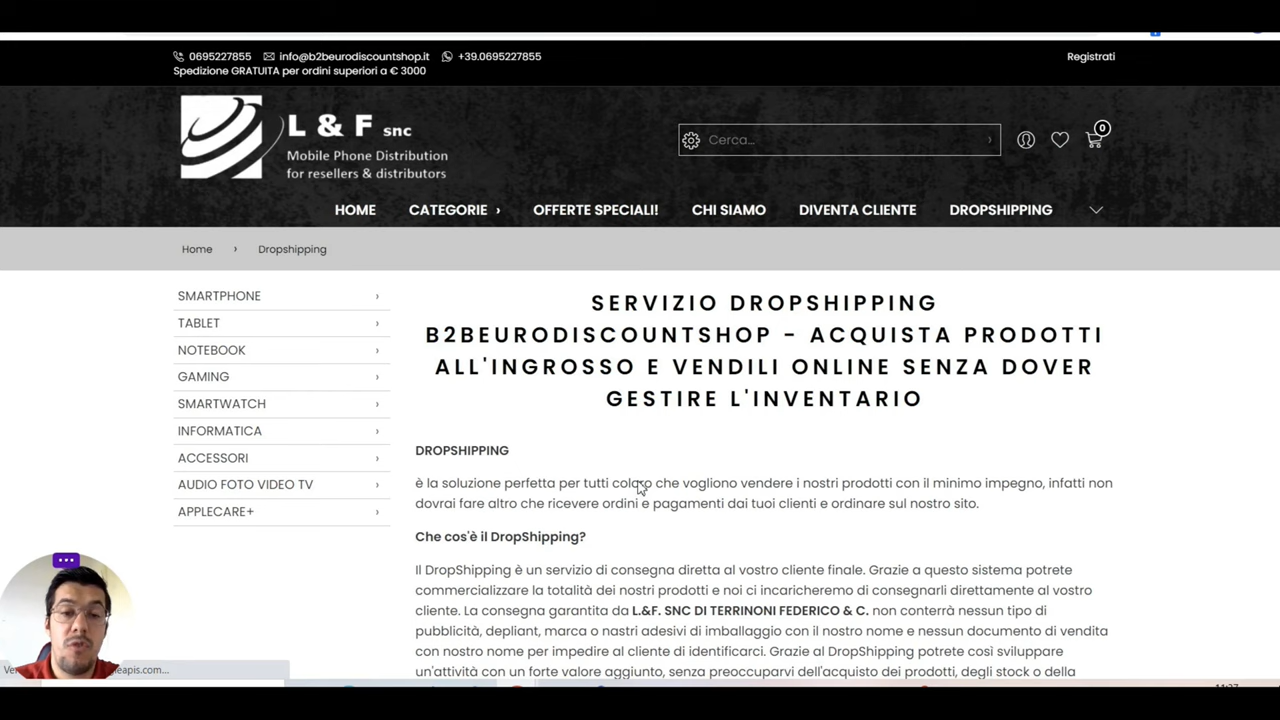 0695227855 info@b2beurodiscountshop.it +39.0695227855
Registrati
Spedizione GRATUITA per ordini superiori a € 3000
L & F snc
Mobile Phone Distribution
for resellers & distributors
Cerca...
0
HOME CATEGORIE › OFFERTE SPECIALI! CHI SIAMO DIVENTA CLIENTE DROPSHIPPING
Home › Dropshipping
SMARTPHONE ›
TABLET ›
NOTEBOOK ›
GAMING ›
SMARTWATCH ›
INFORMATICA ›
ACCESSORI ›
AUDIO FOTO VIDEO TV ›
APPLECARE+ ›
SERVIZIO DROPSHIPPING
B2BEURODISCOUNTSHOP - ACQUISTA PRODOTTI
ALL'INGROSSO E VENDILI ONLINE SENZA DOVER
GESTIRE L'INVENTARIO
DROPSHIPPING
è la soluzione perfetta per tutti coloro che vogliono vendere i nostri prodotti con il minimo impegno, infatti non
dovrai fare altro che ricevere ordini e pagamenti dai tuoi clienti e ordinare sul nostro sito.
Che cos'è il DropShipping?
Il DropShipping è un servizio di consegna diretta al vostro cliente finale. Grazie a questo sistema potrete
commercializzare la totalità dei nostri prodotti e noi ci incaricheremo di consegnarli direttamente al vostro
cliente. La consegna garantita da L.&F. SNC DI TERRINONI FEDERICO & C. non conterrà nessun tipo di
pubblicità, depliant, marca o nastri adesivi di imballaggio con il nostro nome e nessun documento di vendita
con nostro nome per impedire al cliente di identificarci. Grazie al DropShipping potrete così sviluppare
un'attività con un forte valore aggiunto, senza preoccuparvi dell'acquisto dei prodotti, degli stock o della